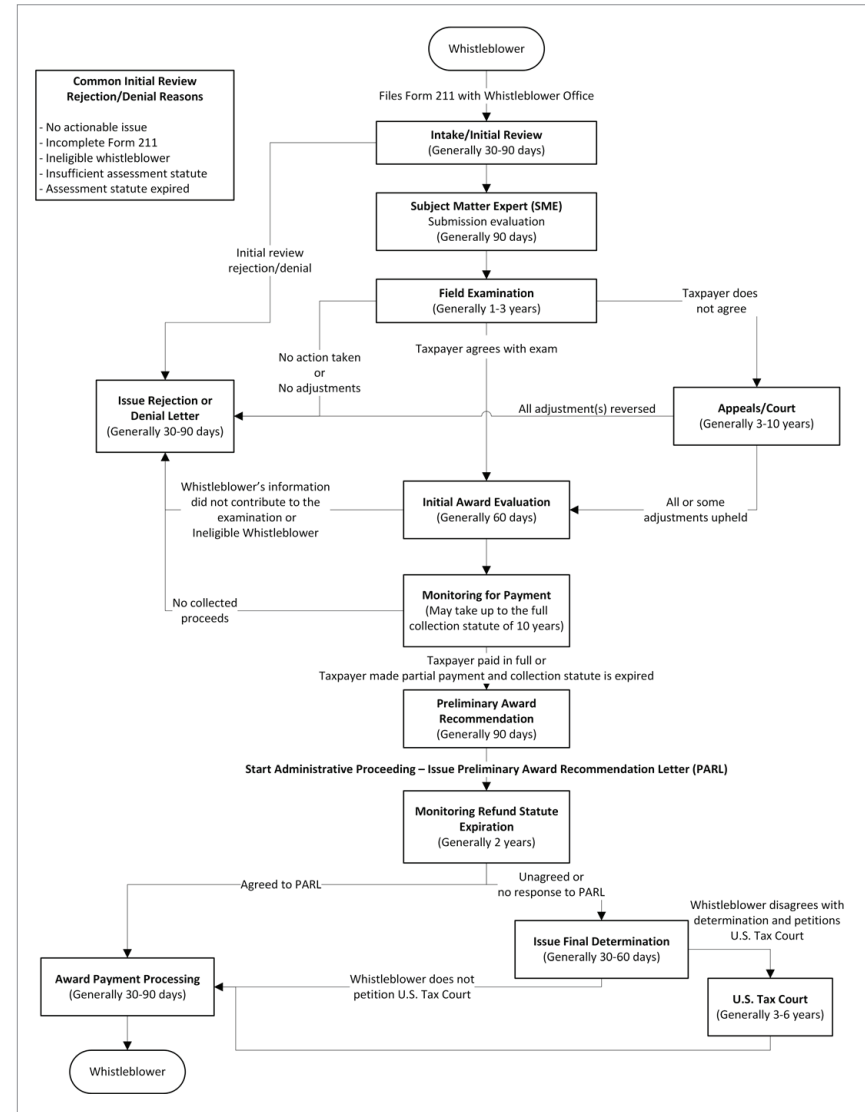 Whistleblower
Common Initial Review
Rejection/Denial Reasons
- No actionable issue
- Incomplete Form 211
- Ineligible whistleblower
- Insufficient assessment statute
- Assessment statute expired
Files Form 211 with Whistleblower Office
Intake/Initial Review
(Generally 30-90 days)
Subject Matter Expert (SME)
Submission evaluation
(Generally 90 days)
Initial review
rejection/denial
Field Examination
(Generally 1-3 years)
Taxpayer does
not agree
No action taken
or
No adjustments
Taxpayer agrees with exam
Issue Rejection or
Denial Letter
(Generally 30-90 days)
All adjustment(s) reversed
Appeals/Court
(Generally 3-10 years)
Whistleblower’s information
did not contribute to the
examination or
Ineligible Whistleblower
Initial Award Evaluation
(Generally 60 days)
All or some
adjustments upheld
No collected
proceeds
Monitoring for Payment
(May take up to the full
collection statute of 10 years)
Taxpayer paid in full or
Taxpayer made partial payment and collection statute is expired
Preliminary Award
Recommendation
(Generally 90 days)
Start Administrative Proceeding – Issue Preliminary Award Recommendation Letter (PARL)
Monitoring Refund Statute
Expiration
(Generally 2 years)
Agreed to PARL
Unagreed or
no response to PARL
Whistleblower disagrees with
determination and petitions
U.S. Tax Court
Issue Final Determination
(Generally 30-60 days)
Award Payment Processing
(Generally 30-90 days)
Whistleblower does not
petition U.S. Tax Court
U.S. Tax Court
(Generally 3-6 years)
Whistleblower